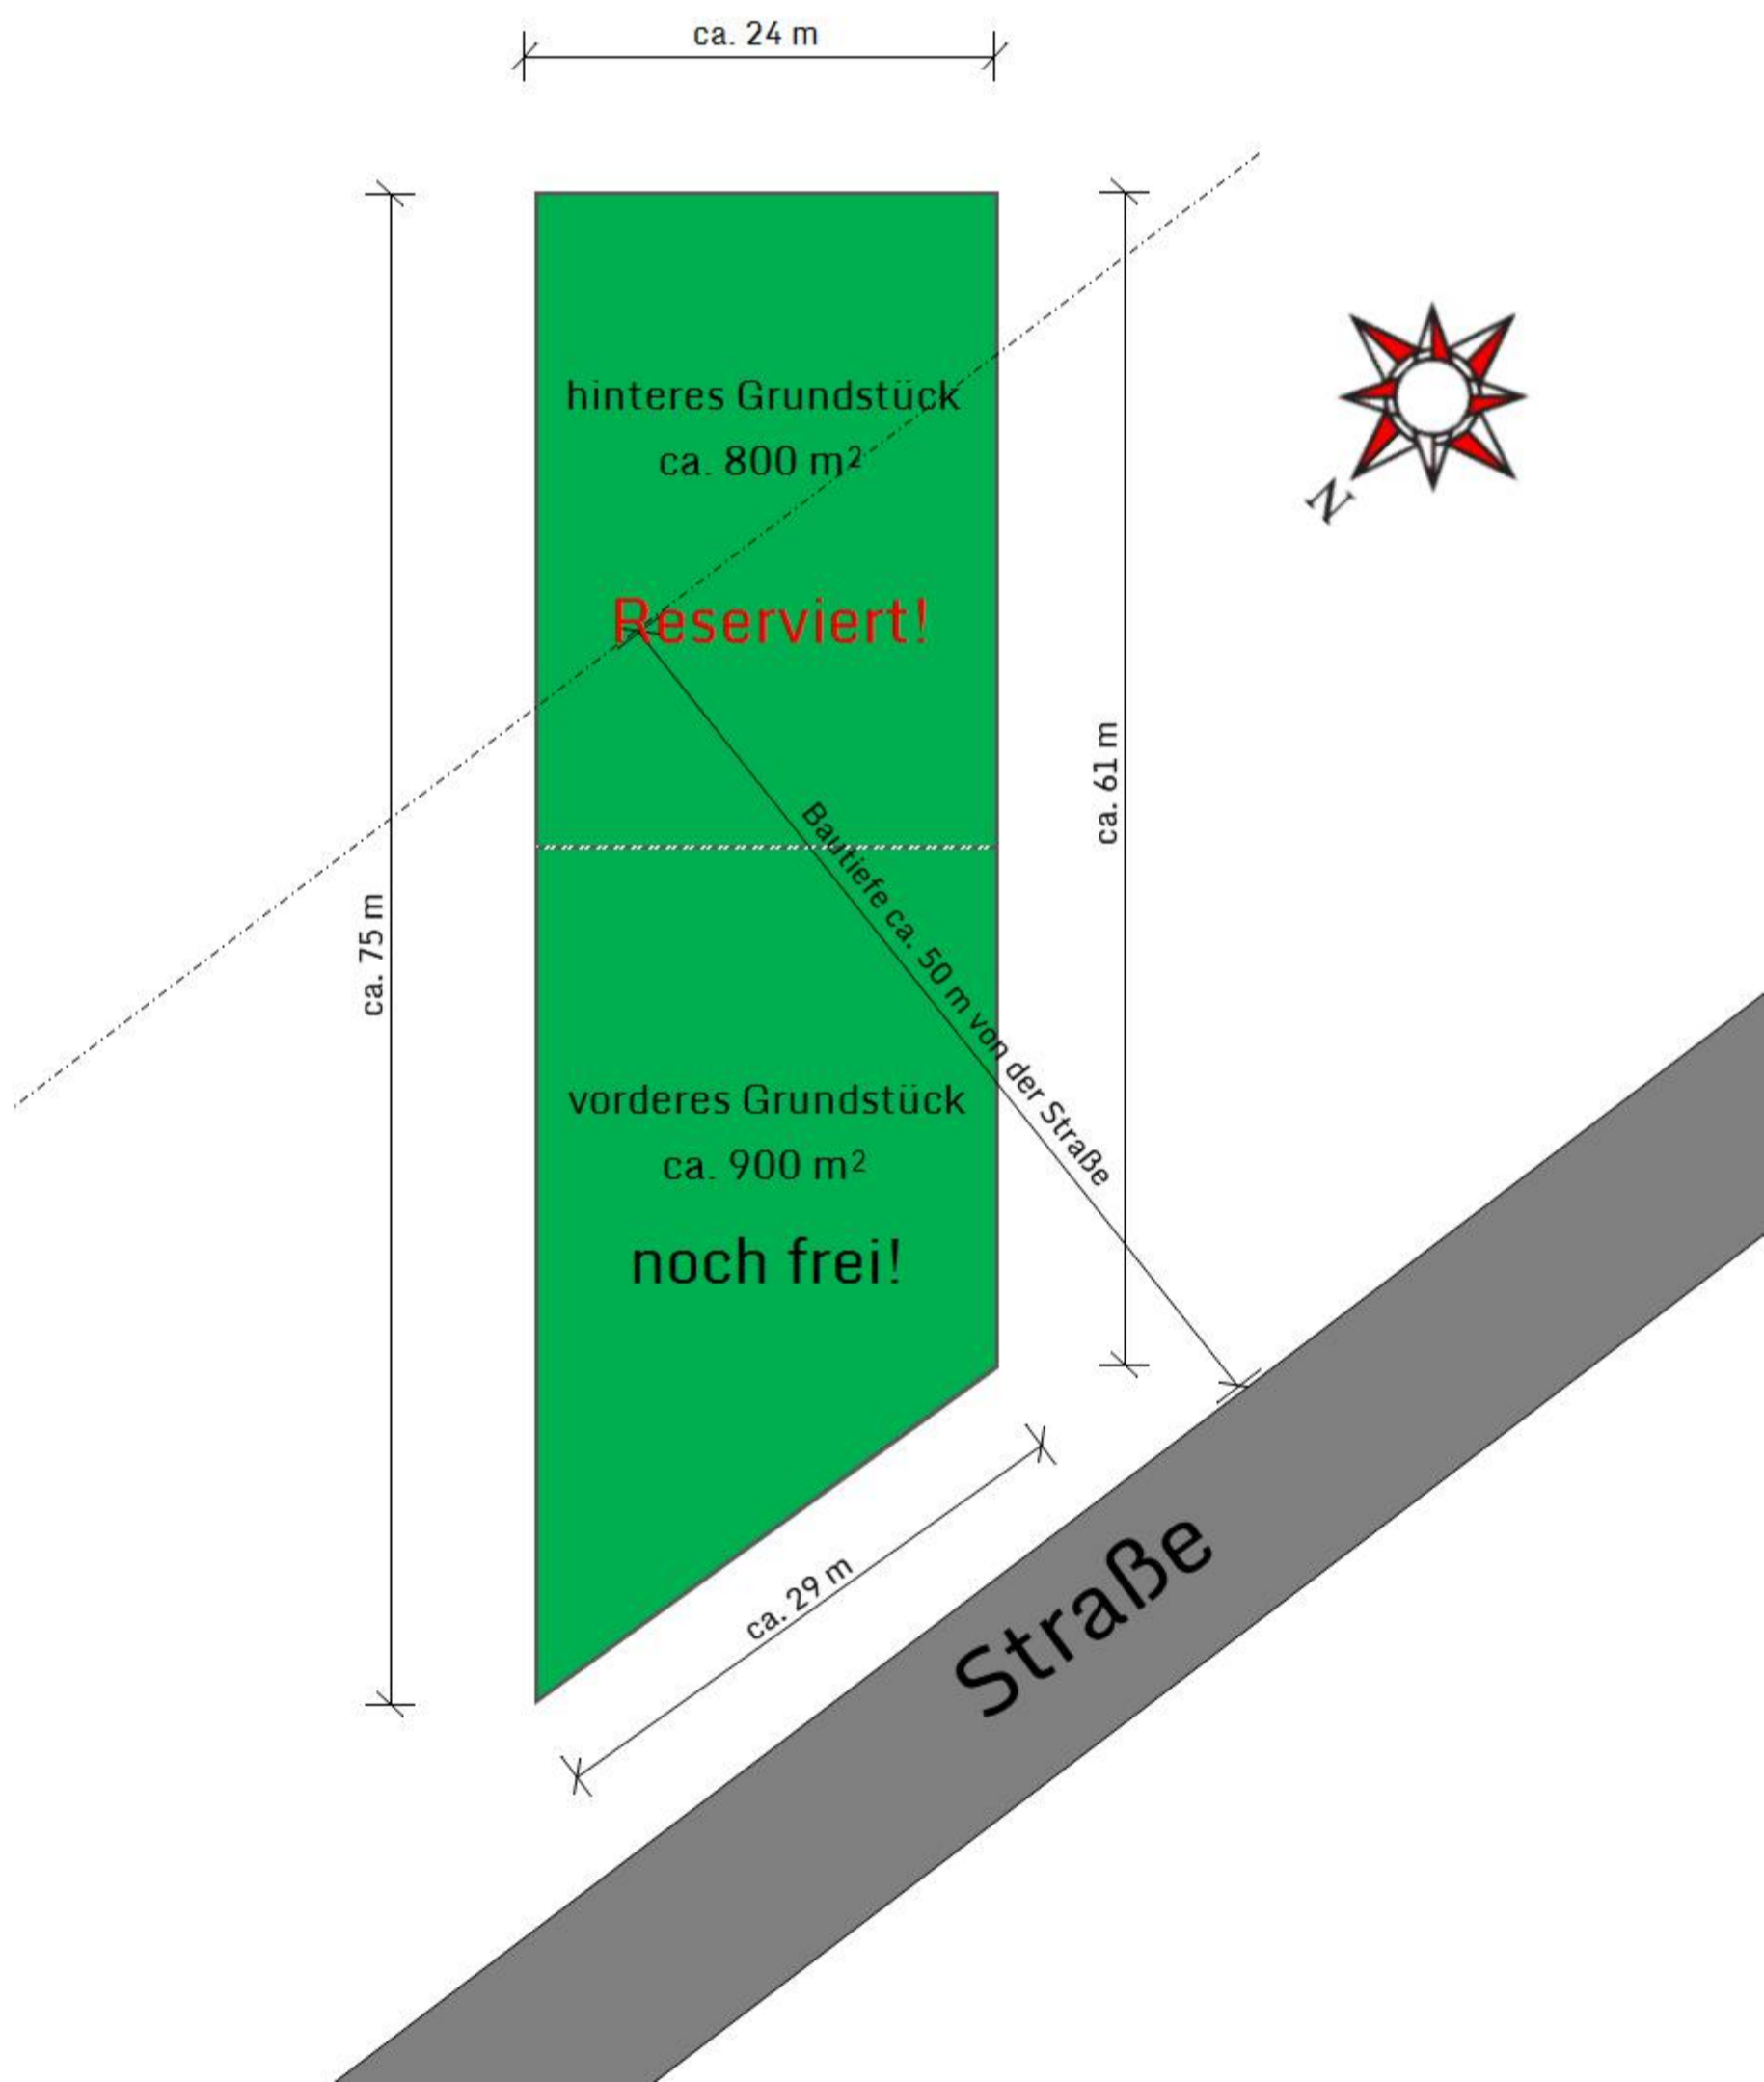 ca. 24 m
hinteres Grundstück
ca. 800 m²
N
Reserviert!
ca. 61 m
ca. 75 m
Bautiefe ca. 50 m von der Straße
vorderes Grundstück
ca. 900 m²
noch frei!
ca. 29 m
Straße